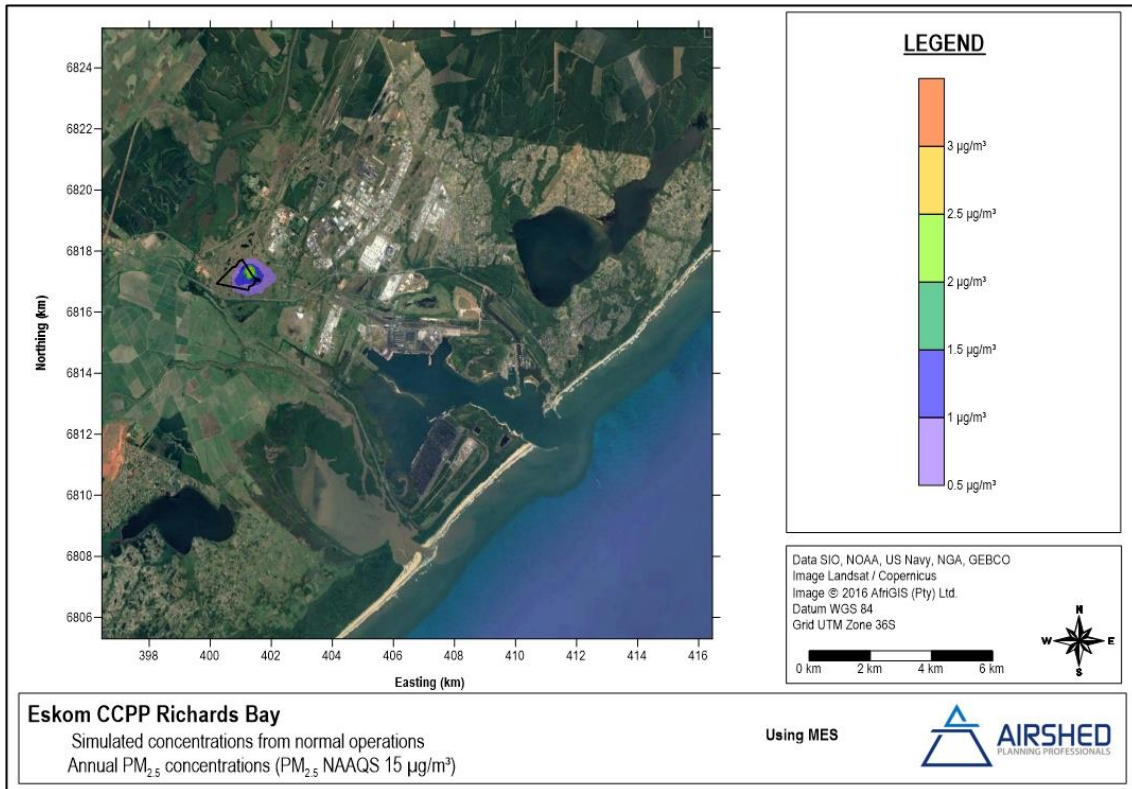 6824
6822
6820
6818
6816
6814
6812
6810
6808
6806
Northing (km)
398 400 402 404 406 408 410 412 414 416
Easting (km)
LEGEND
3 µg/m³
2.5 µg/m³
2 µg/m³
1.5 µg/m³
1 µg/m³
0.5 µg/m³
Data SIO, NOAA, US Navy, NGA, GEBCO
Image Landsat / Copernicus
Image © 2016 AfriGIS (Pty) Ltd.
Datum WGS 84
Grid UTM Zone 36S
0 km 2 km 4 km 6 km
N
W E
S
Eskom CCPP Richards Bay
Simulated concentrations from normal operations
Annual PM₂.₅ concentrations (PM₂.₅ NAAQS 15 µg/m³)
Using MES
AIRSHED
PLANNING PROFESSIONALS